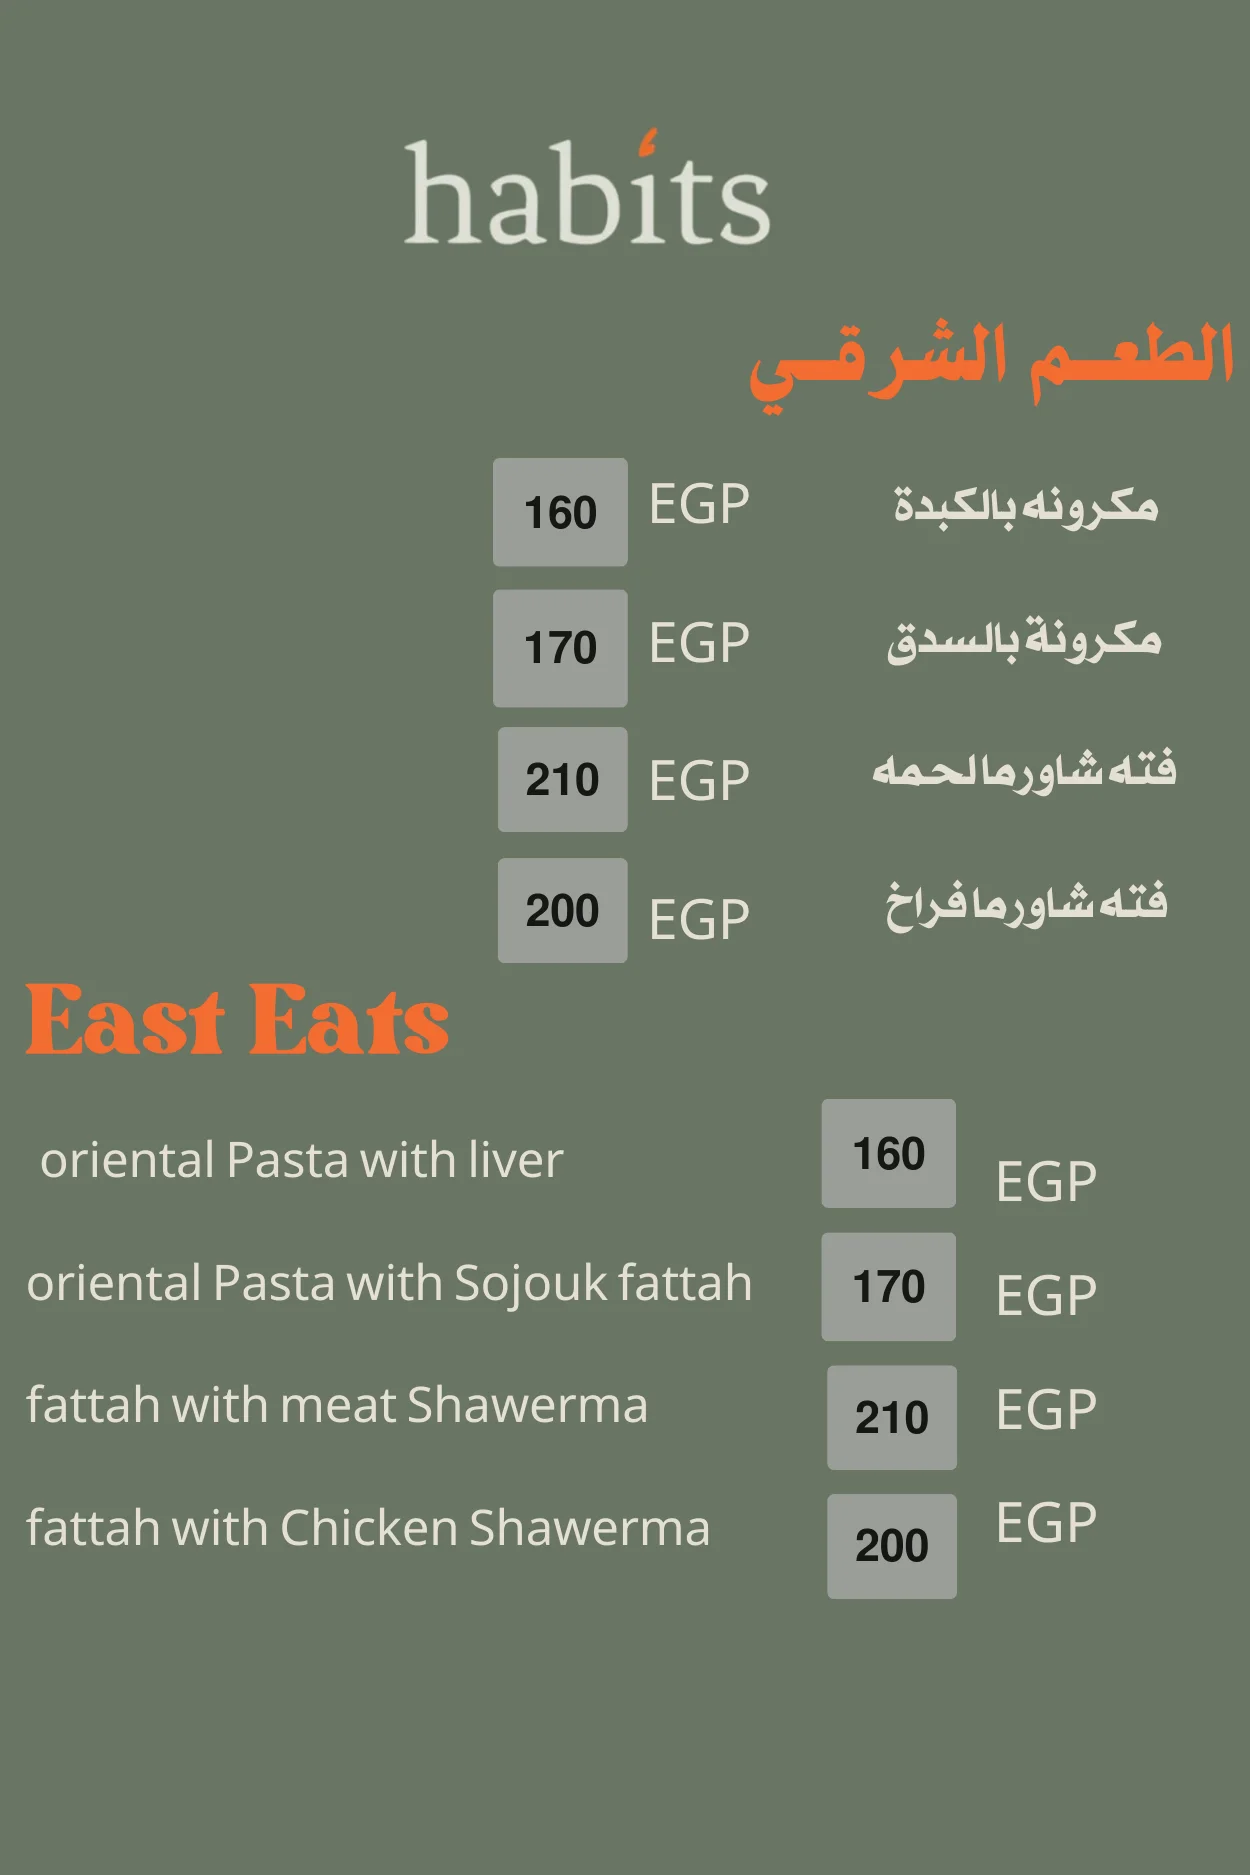 habits
الطعم الشرقي
مكرونه بالكبدة EGP 160
مكرونة بالسدق EGP 170
فته شاورما لحمه EGP 210
فته شاورما فراخ EGP 200
East Eats
oriental Pasta with liver 160 EGP
oriental Pasta with Sojouk fattah 170 EGP
fattah with meat Shawerma 210 EGP
fattah with Chicken Shawerma 200 EGP